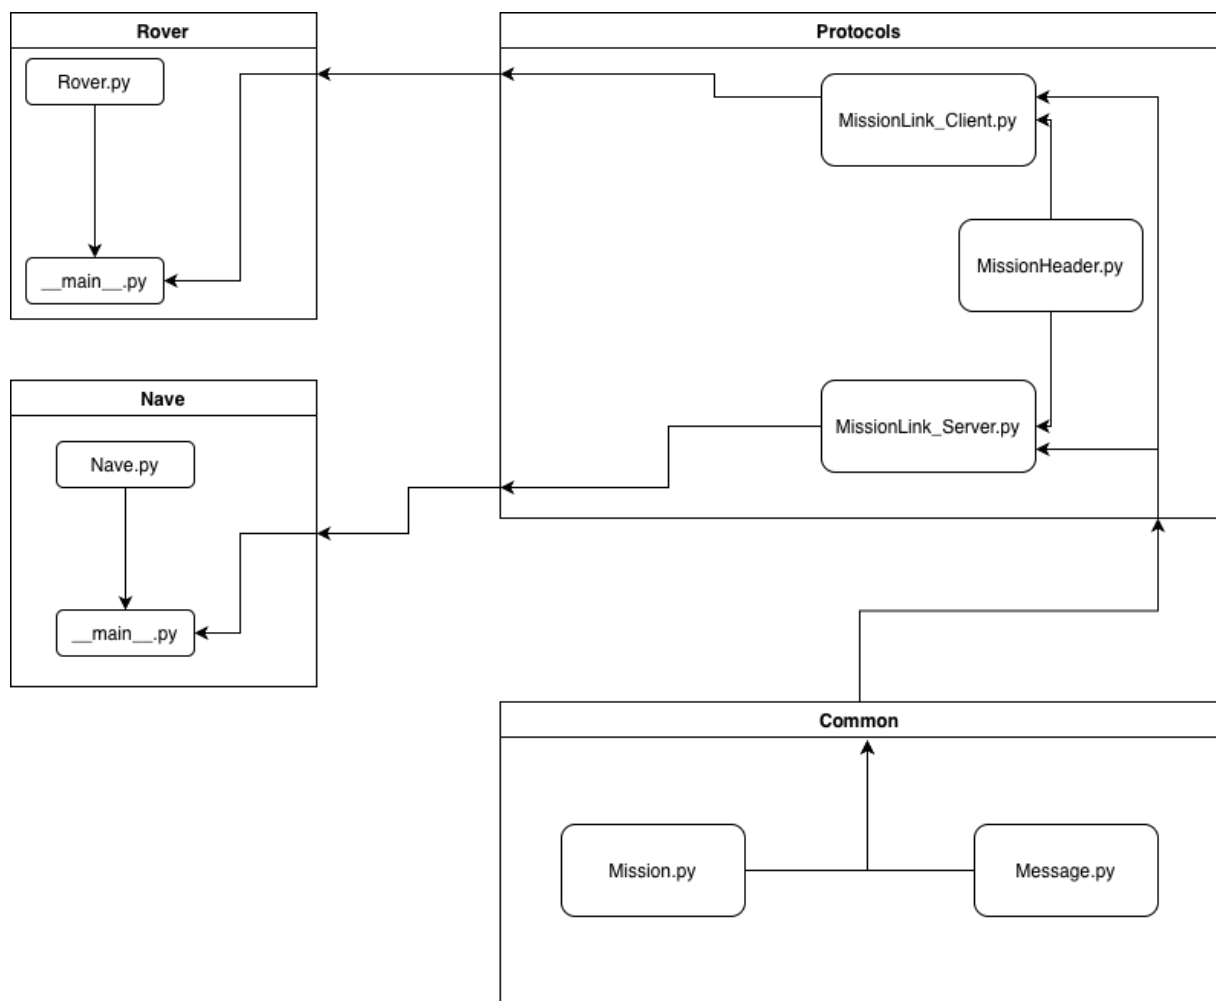 Rover
Rover.py
__main__.py
Protocols
MissionLink_Client.py
MissionHeader.py
MissionLink_Server.py
Nave
Nave.py
__main__.py
Common
Mission.py
Message.py